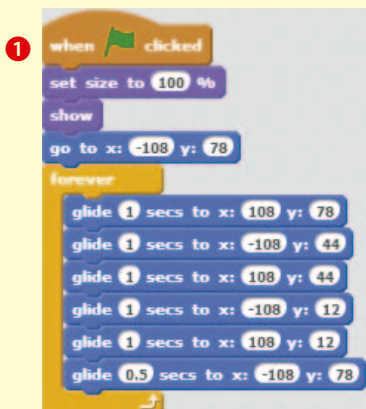 1
when clicked
set size to 100 %
show
go to x: -108 y: 78
forever
glide 1 secs to x: 108 y: 78
glide 1 secs to x: -108 y: 44
glide 1 secs to x: 108 y: 44
glide 1 secs to x: -108 y: 12
glide 1 secs to x: 108 y: 12
glide 0.5 secs to x: -108 y: 78